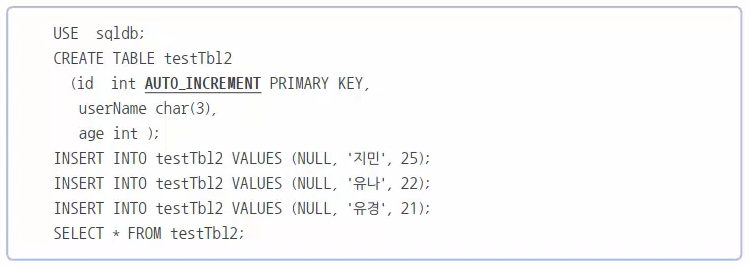 USE sqldb;
CREATE TABLE testTbl2
(id int AUTO_INCREMENT PRIMARY KEY,
userName char(3),
age int );
INSERT INTO testTbl2 VALUES (NULL, '지민', 25);
INSERT INTO testTbl2 VALUES (NULL, '유나', 22);
INSERT INTO testTbl2 VALUES (NULL, '유경', 21);
SELECT * FROM testTbl2;